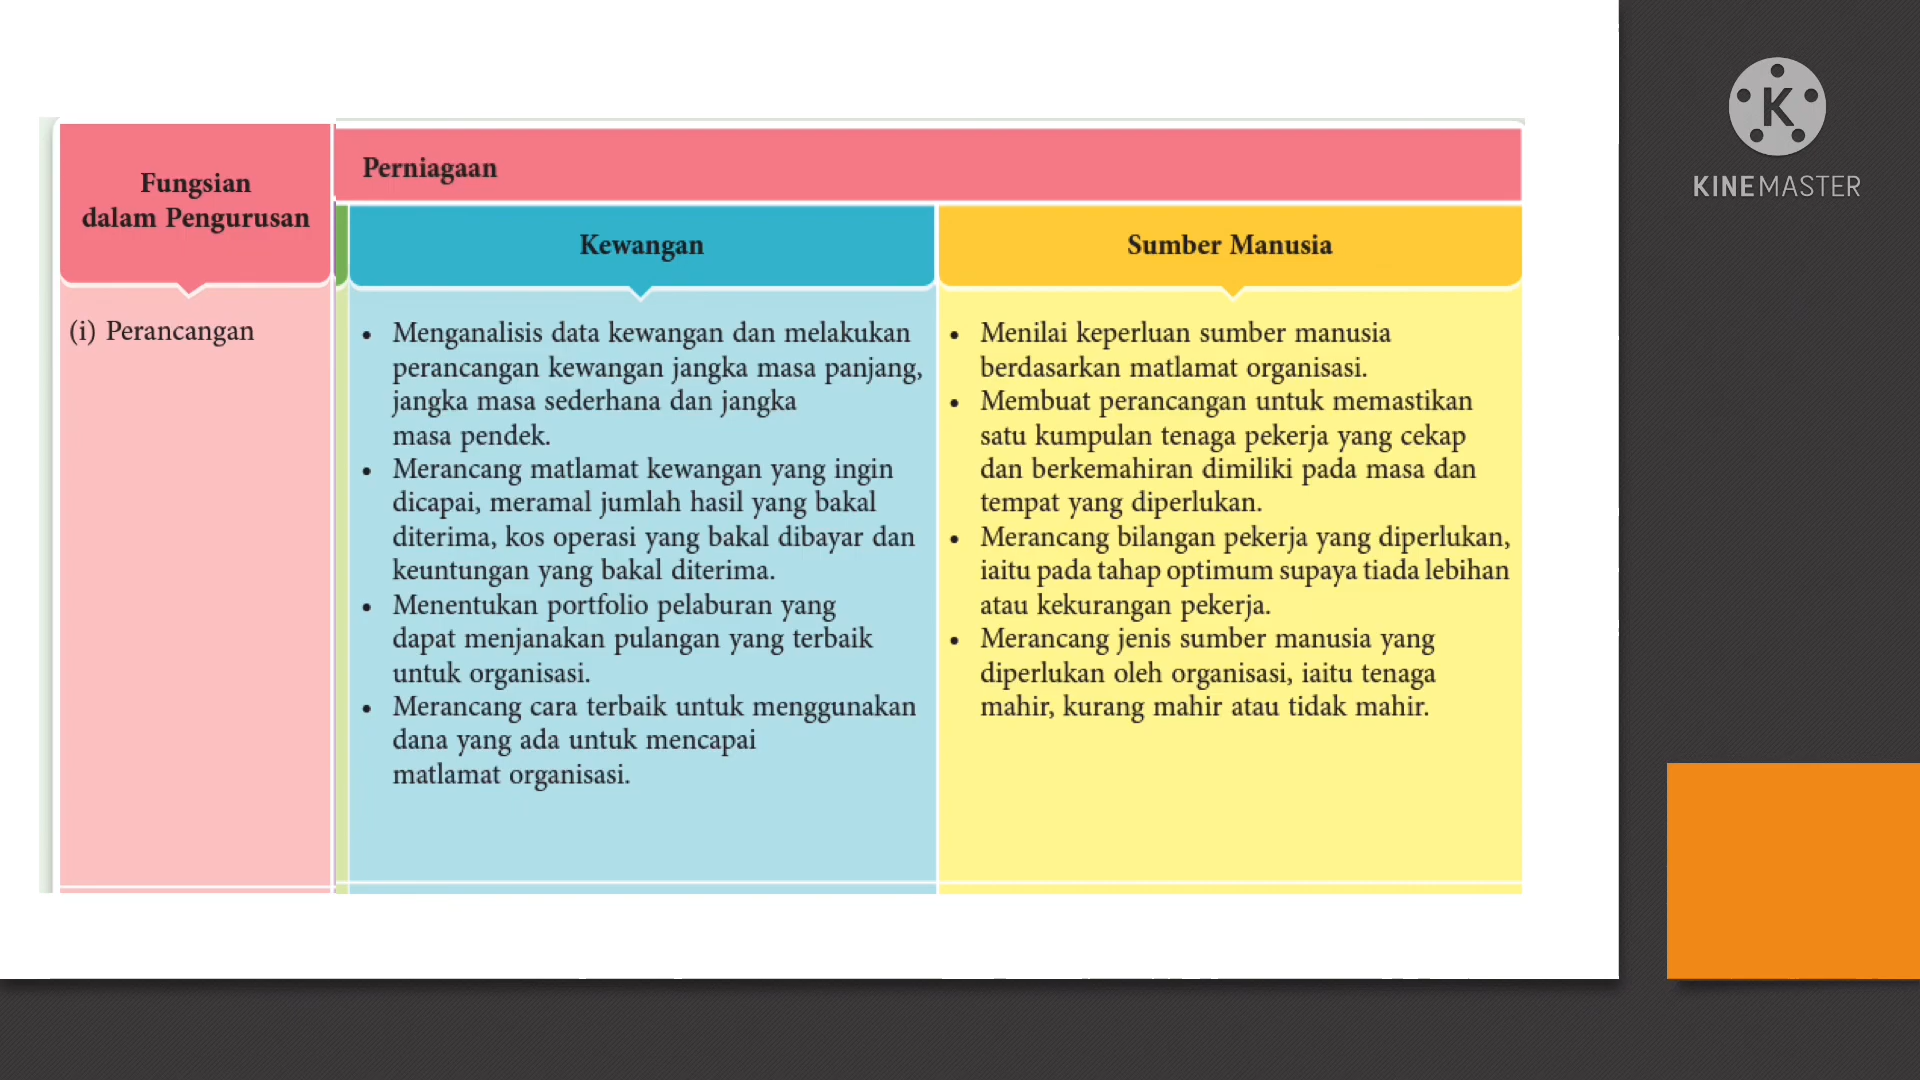 Fungsian
dalam Pengurusan
Perniagaan
Kewangan
Sumber Manusia
(i) Perancangan
• Menganalisis data kewangan dan melakukan
perancangan kewangan jangka masa panjang,
jangka masa sederhana dan jangka
masa pendek.
• Merancang matlamat kewangan yang ingin
dicapai, meramal jumlah hasil yang bakal
diterima, kos operasi yang bakal dibayar dan
keuntungan yang bakal diterima.
• Menentukan portfolio pelaburan yang
dapat menjanakan pulangan yang terbaik
untuk organisasi.
• Merancang cara terbaik untuk menggunakan
dana yang ada untuk mencapai
matlamat organisasi.
• Menilai keperluan sumber manusia
berdasarkan matlamat organisasi.
• Membuat perancangan untuk memastikan
satu kumpulan tenaga pekerja yang cekap
dan berkemahiran dimiliki pada masa dan
tempat yang diperlukan.
• Merancang bilangan pekerja yang diperlukan,
iaitu pada tahap optimum supaya tiada lebihan
atau kekurangan pekerja.
• Merancang jenis sumber manusia yang
diperlukan oleh organisasi, iaitu tenaga
mahir, kurang mahir atau tidak mahir.
K
KINEMASTER